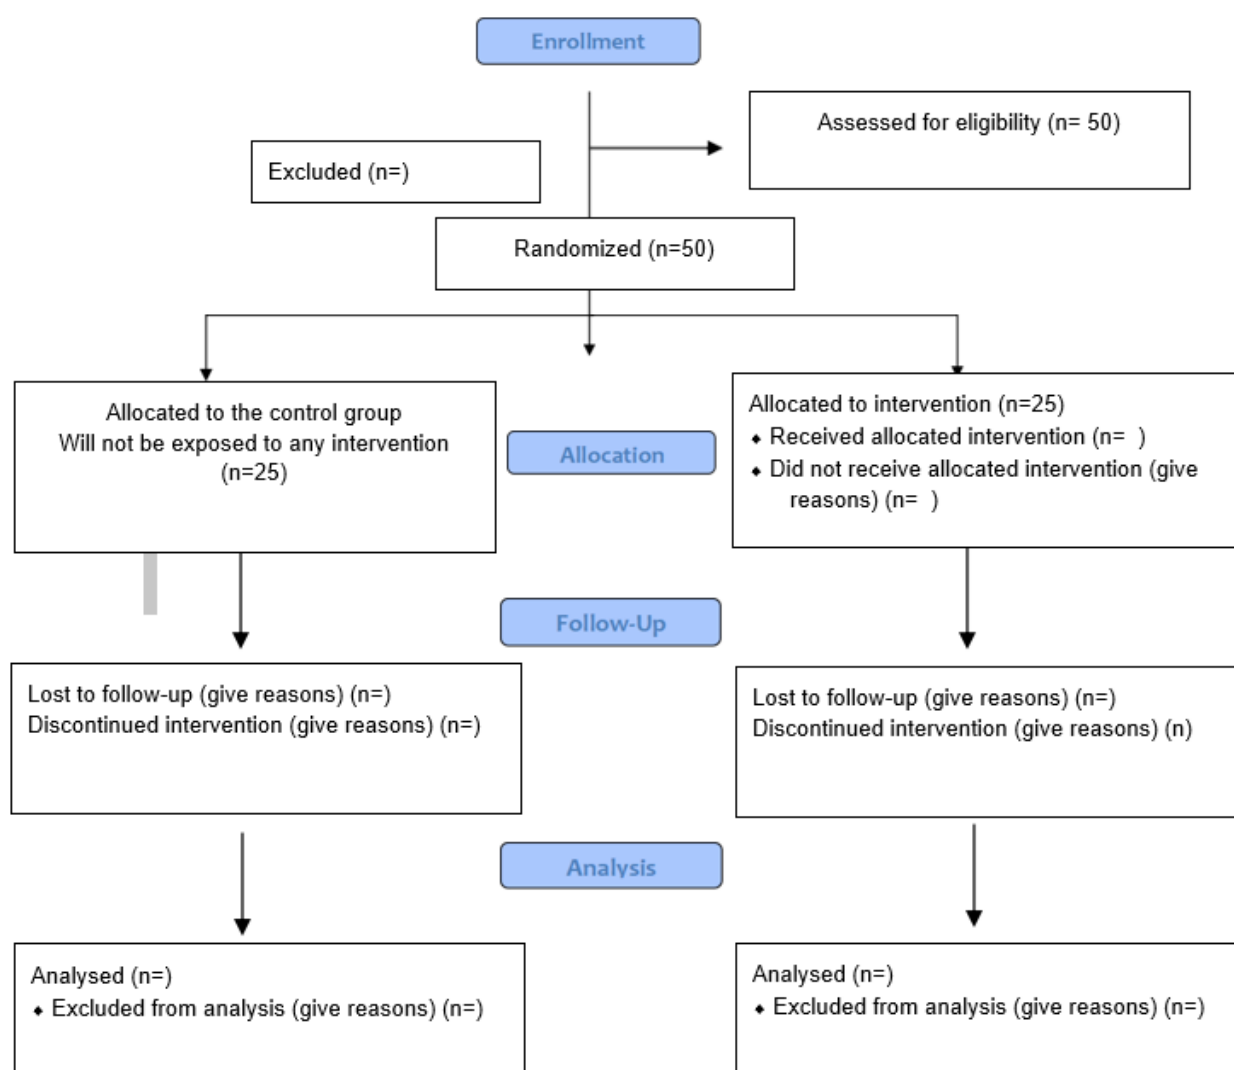 Enrollment
Assessed for eligibility (n= 50)
Excluded (n=)
Randomized (n=50)
Allocated to the control group
Will not be exposed to any intervention
(n=25)
Allocation
Allocated to intervention (n=25)
⬥ Received allocated intervention (n=  )
⬥ Did not receive allocated intervention (give
reasons) (n=  )
Follow-Up
Lost to follow-up (give reasons) (n=)
Discontinued intervention (give reasons) (n=)
Lost to follow-up (give reasons) (n=)
Discontinued intervention (give reasons) (n)
Analysis
Analysed (n=)
⬥ Excluded from analysis (give reasons) (n=)
Analysed (n=)
⬥ Excluded from analysis (give reasons) (n=)